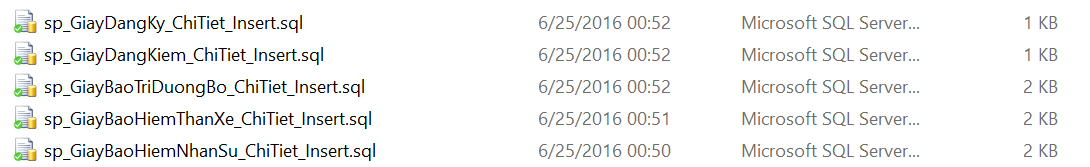 sp_GiayDangKy_ChiTiet_Insert.sql 6/25/2016 00:52 Microsoft SQL Server... 1 KB
sp_GiayDangKiem_ChiTiet_Insert.sql 6/25/2016 00:52 Microsoft SQL Server... 1 KB
sp_GiayBaoTriDuongBo_ChiTiet_Insert.sql 6/25/2016 00:52 Microsoft SQL Server... 2 KB
sp_GiayBaoHiemThanXe_ChiTiet_Insert.sql 6/25/2016 00:51 Microsoft SQL Server... 2 KB
sp_GiayBaoHiemNhanSu_ChiTiet_Insert.sql 6/25/2016 00:50 Microsoft SQL Server... 2 KB